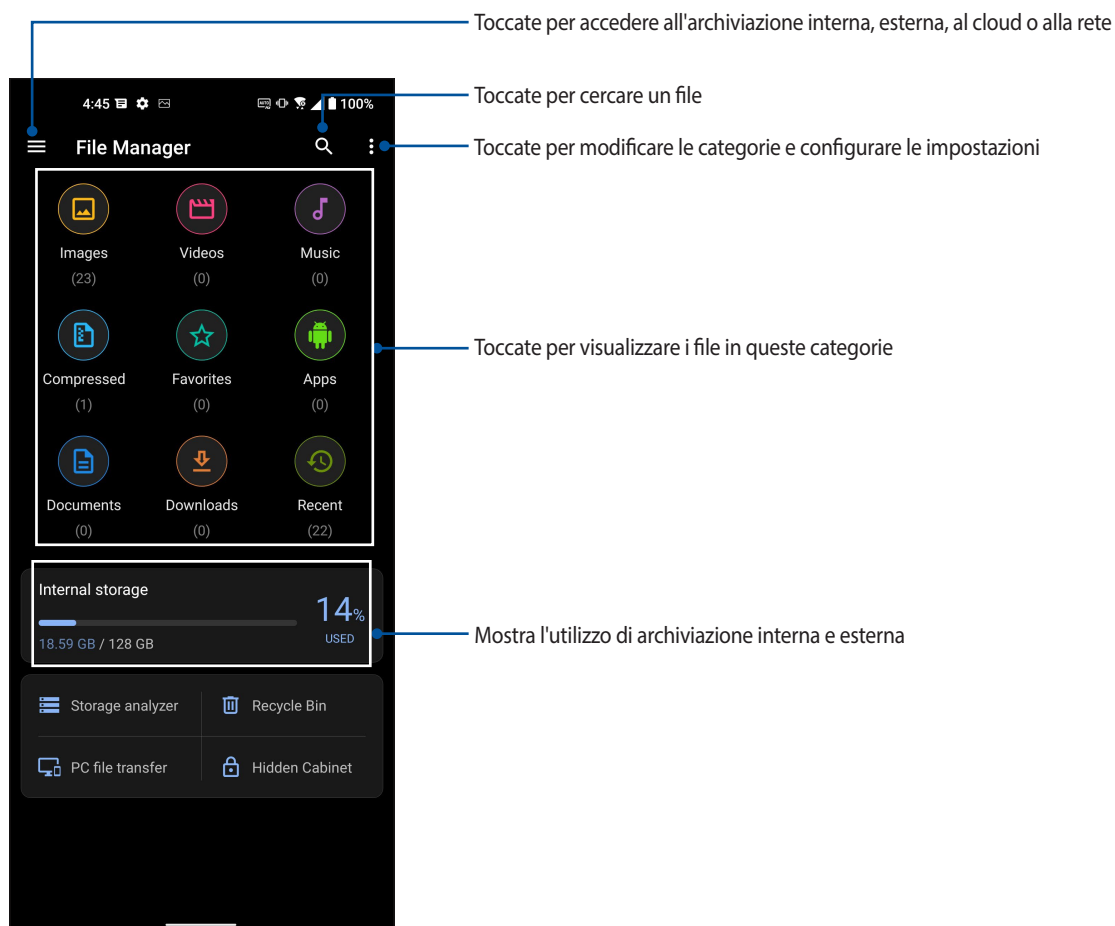 Toccate per accedere all'archiviazione interna, esterna, al cloud o alla rete
4:45 100%
Toccate per cercare un file
File Manager
Toccate per modificare le categorie e configurare le impostazioni
Images Videos Music
(23) (0) (0)
Toccate per visualizzare i file in queste categorie
Compressed Favorites Apps
(1) (0) (0)
Documents Downloads Recent
(0) (0) (22)
Internal storage
14%
USED
18.59 GB / 128 GB
Mostra l'utilizzo di archiviazione interna e esterna
Storage analyzer Recycle Bin
PC file transfer Hidden Cabinet